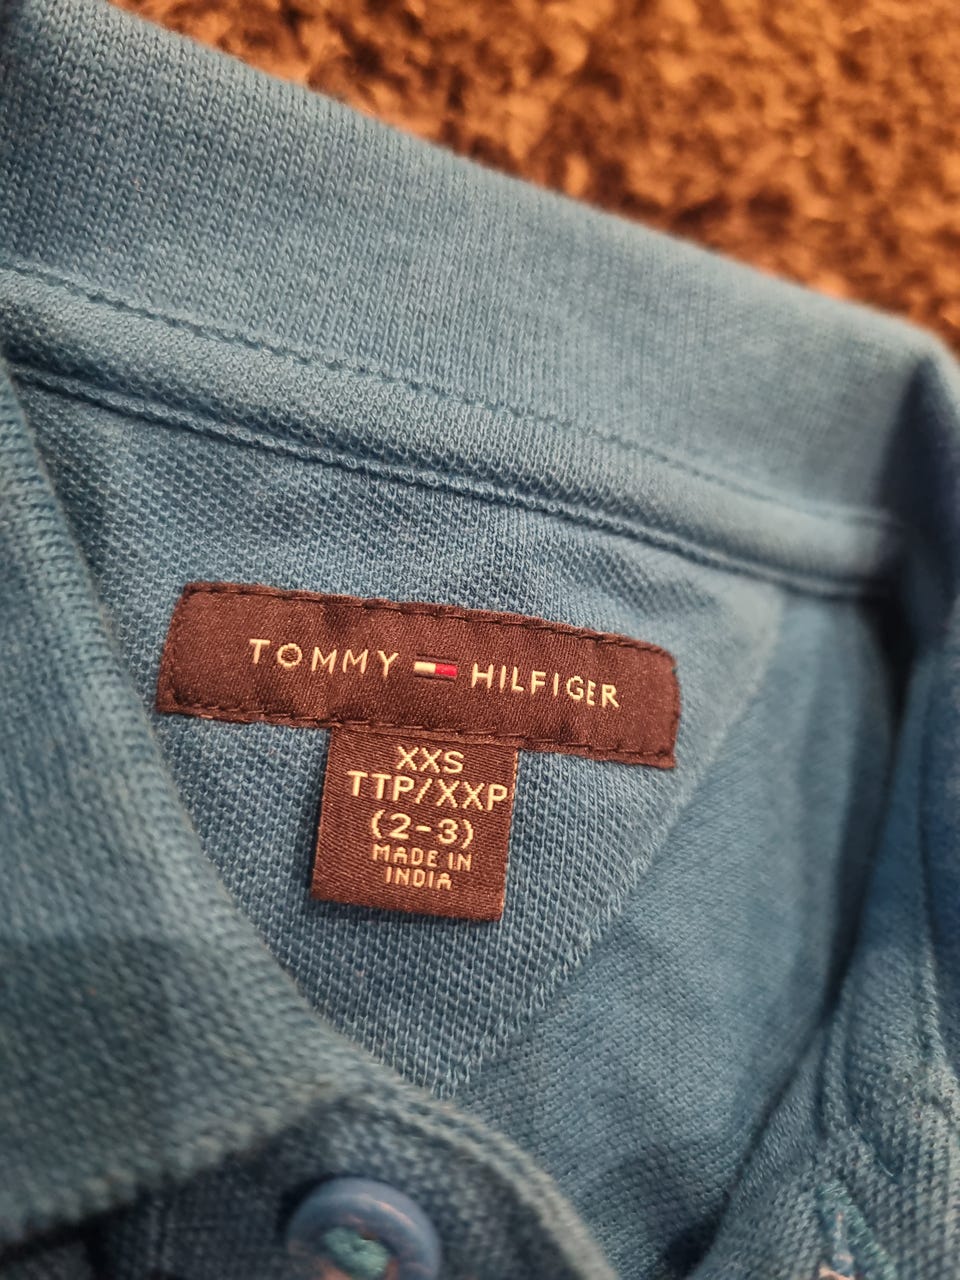 TOMMY HILFIGER
XXS
TTP/XXP
(2-3)
MADE IN
INDIA